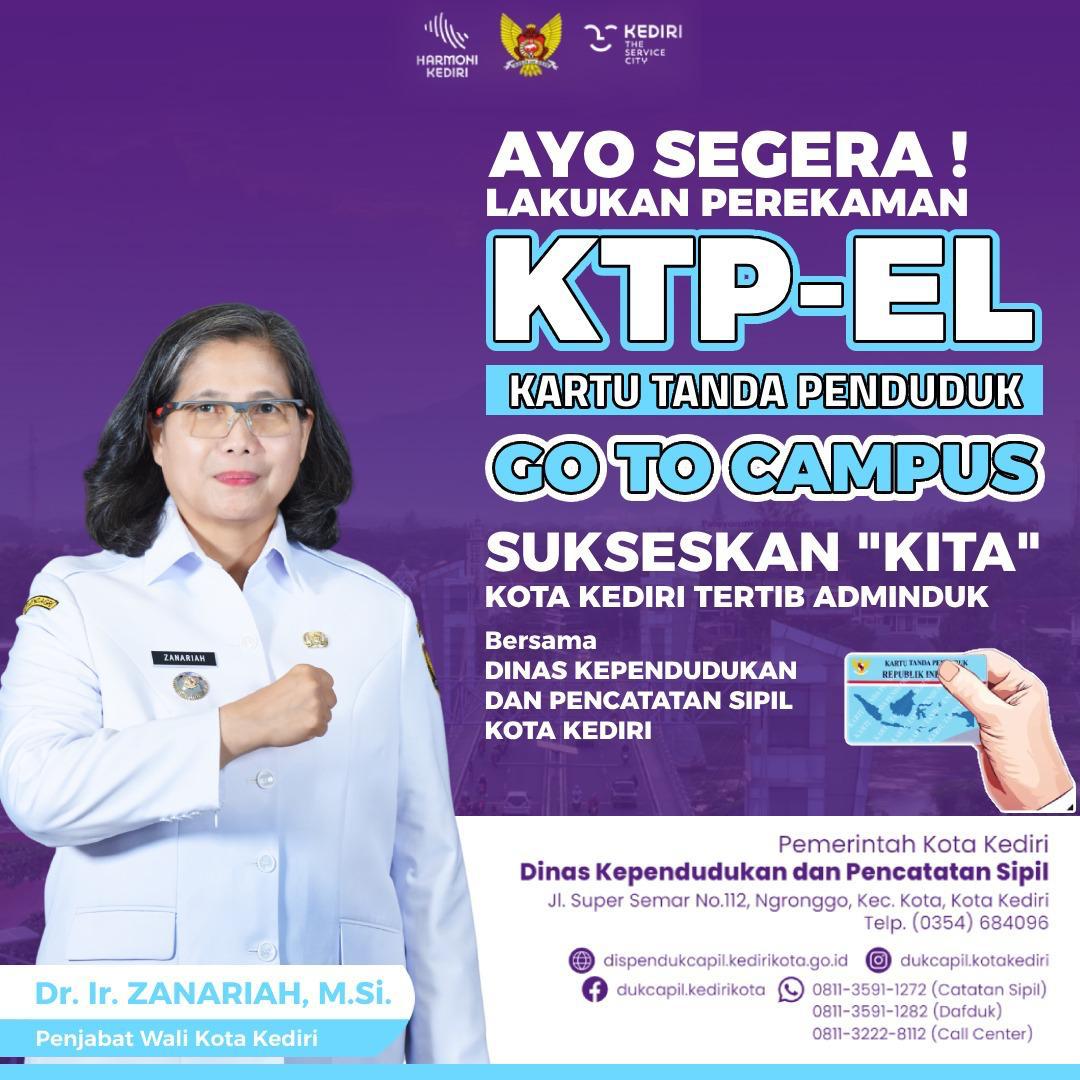 HARMONI
KEDIRI
KEDIRI
THE
SERVICE
CITY
AYO SEGERA !
LAKUKAN PEREKAMAN
KTP-EL
KARTU TANDA PENDUDUK
GO TO CAMPUS
SUKSESKAN "KITA"
KOTA KEDIRI TERTIB ADMINDUK
Bersama
DINAS KEPENDUDUKAN
DAN PENCATATAN SIPIL
KOTA KEDIRI
KARTU TANDA
REPUBLIK
ZANARIAH
Pemerintah Kota Kediri
Dinas Kependudukan dan Pencatatan Sipil
Jl. Super Semar No.112, Ngronggo, Kec. Kota, Kota Kediri
Telp. (0354) 684096
dispendukcapil.kedirikota.go.id dukcapil.kotakediri
dukcapil.kedirikota 0811-3591-1272 (Catatan Sipil)
0811-3591-1282 (Dafduk)
0811-3222-8112 (Call Center)
Dr. Ir. ZANARIAH, M.Si.
Penjabat Wali Kota Kediri